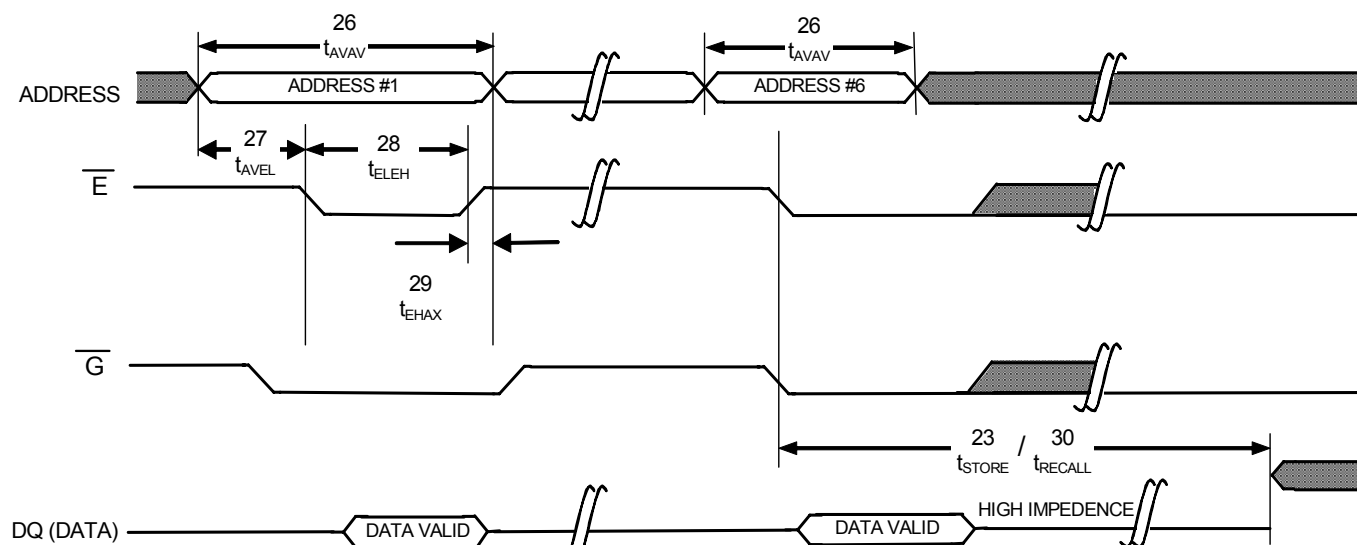 26
tAVAV
26
tAVAV
ADDRESS
ADDRESS #1
ADDRESS #6
27
tAVEL
28
tELEH
E
29
tEHAX
G
23 / 30
tSTORE tRECALL
HIGH IMPEDENCE
DQ (DATA)
DATA VALID
DATA VALID